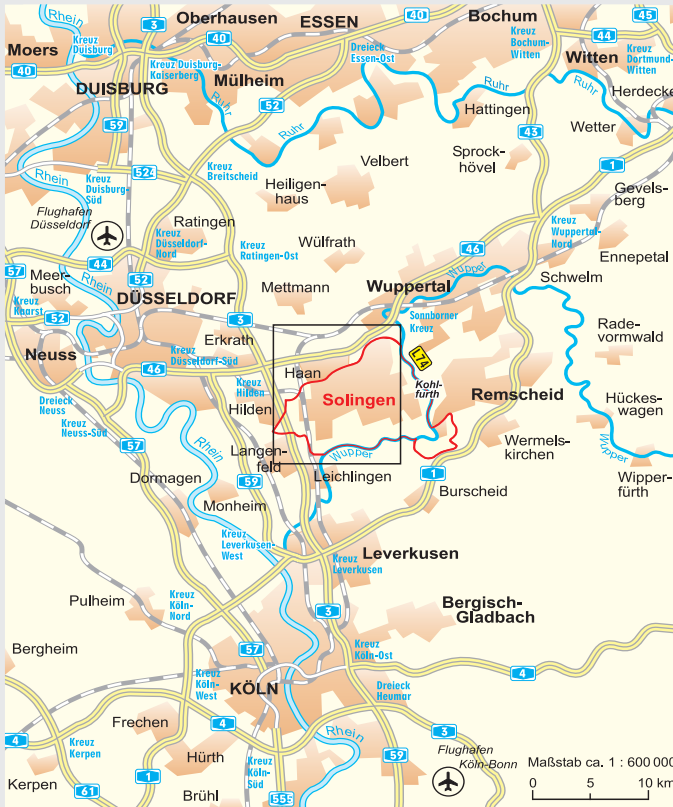 Rhein
Kreuz
Duisburg
3
Oberhausen
ESSEN
40
40
Bochum
45
Moers
40
Kreuz Duisburg-
Kaiserberg
Mülheim
Dreieck
Essen-Ost
Kreuz
Bochum-
Witten
44
Witten
Kreuz
Dortmund-
Witten
DUISBURG
59
Ruhr
52
Ruhr
Ruhr
Hattingen
Ruhr
Herdecke
43
Wetter
Rhein
524
Kreuz
Duisburg-
Süd
Kreuz
Breitscheid
Velbert
Sprock-
hövel
1
Heiligen-
haus
Gevels-
berg
Flughafen
Düsseldorf
Ratingen
Kreuz
Düsseldorf-
Nord
Kreuz
Ratingen-Ost
Wülfrath
46
Kreuz
Wuppertal-
Nord
Ennepetal
57
44
Rhein
52
Meer-
busch
Kreuz
Kaarst
52
DÜSSELDORF
Mettmann
Wuppertal
Wupper
Schwelm
3
Sonnborner
Kreuz
Rade-
vormwald
Neuss
46
Erkrath
Kreuz
Düsseldorf-Süd
L74
Haan
Kohl-
furth
Remscheid
Dreieck
Neuss
Kreuz
Neuss-Süd
Kreuz
Hilden
Hilden
Solingen
Hückes-
wagen
57
Rhein
Langen-
feld
Wupper
Wermels-
kirchen
Wupper
Dormagen
59
Leichlingen
1
Burscheid
Wipper-
fürth
Monheim
Kreuz
Leverkusen-
West
Leverkusen
Kreuz
Leverkusen
Pulheim
Kreuz
Köln-
Nord
3
Bergisch-
Gladbach
Bergheim
57
Kreuz
Köln-Ost
4
Kreuz
Köln-
West
KÖLN
Dreieck
Heumar
Frechen
4
4
Kreuz
Kerpen
Rhein
3
Hürth
59
Flughafen
Köln-Bonn
Maßstab ca. 1 : 600 000
Kerpen
61
1
Kreuz
Köln-
Süd
Brühl
555
0 5 10 km